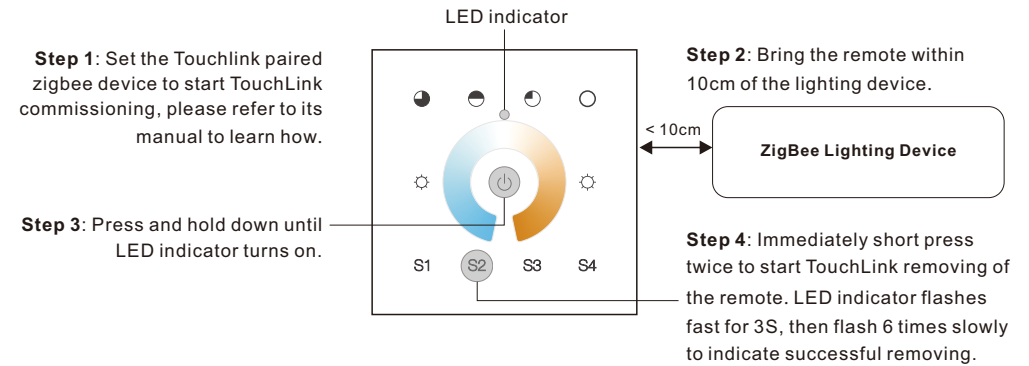 LED indicator
Step 1: Set the Touchlink paired
zigbee device to start TouchLink
commissioning, please refer to its
manual to learn how.
Step 2: Bring the remote within
10cm of the lighting device.
< 10cm
ZigBee Lighting Device
Step 3: Press and hold down until
LED indicator turns on.
S1 S2 S3 S4
Step 4: Immediately short press
twice to start TouchLink removing of
the remote. LED indicator flashes
fast for 3S, then flash 6 times slowly
to indicate successful removing.